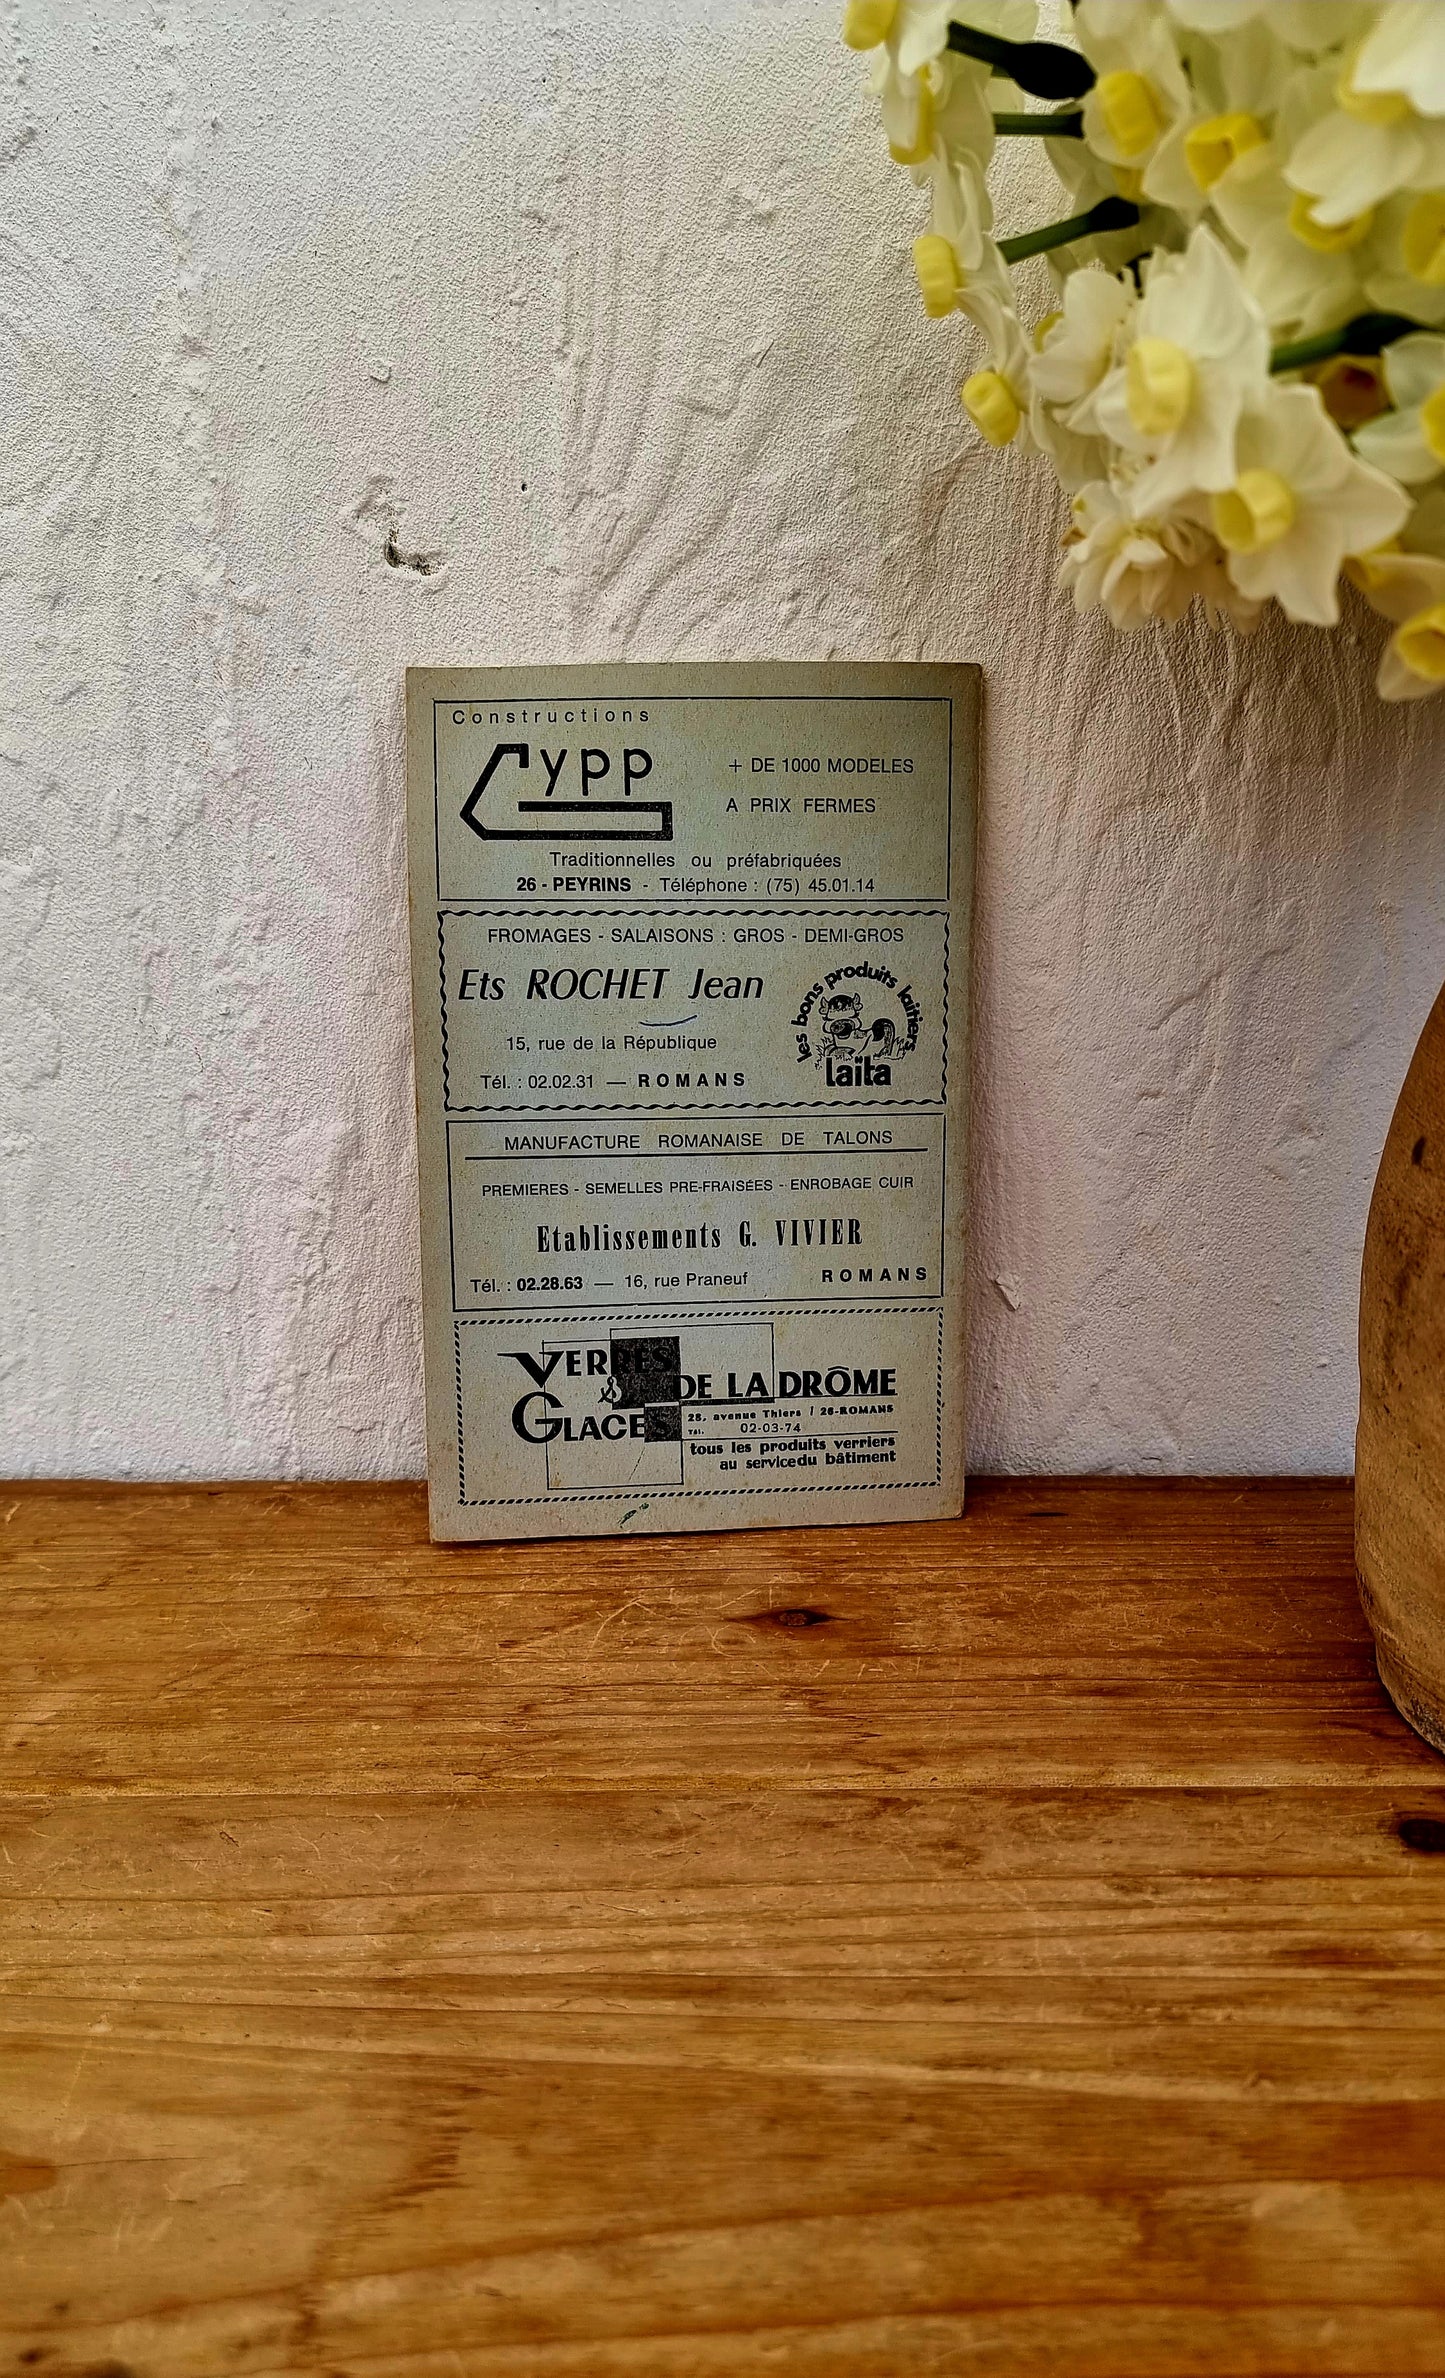 Constructions
Gypp
+ DE 1000 MODELES
A PRIX FERMES
Traditionnelles ou préfabriquées
26 - PEYRINS - Téléphone : (75) 45.01.14
FROMAGES - SALAISONS : GROS - DEMI-GROS
Ets ROCHET Jean
15, rue de la République
Tél. : 02.02.31 — ROMANS
les bons produits laitiers
laïta
MANUFACTURE ROMANAISE DE TALONS
PREMIERES - SEMELLES PRE-FRAISÉES - ENROBAGE CUIR
Etablissements G. VIVIER
Tél. : 02.28.63 — 16, rue Praneuf ROMANS
VERRES
& DE LA DRÔME
GLACES
25, avenue Thiers / 26-ROMANS
Tél. 02-03-74
tous les produits verriers
au service du bâtiment